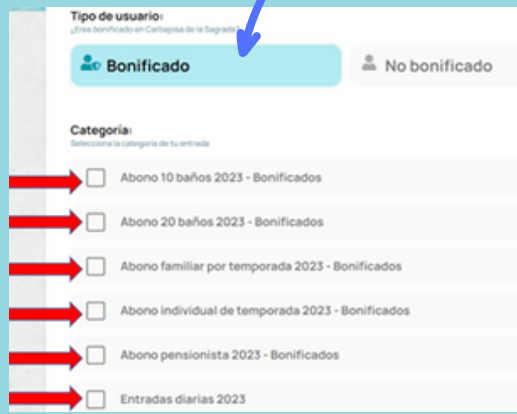 Tipo de usuario:
¿Eres bonificado en Carbajosa de la Sagrada?
Bonificado
No bonificado
Categoría:
Selecciona la categoría de tu entrada
Abono 10 baños 2023 - Bonificados
Abono 20 baños 2023 - Bonificados
Abono familiar por temporada 2023 - Bonificados
Abono individual de temporada 2023 - Bonificados
Abono pensionista 2023 - Bonificados
Entradas diarias 2023